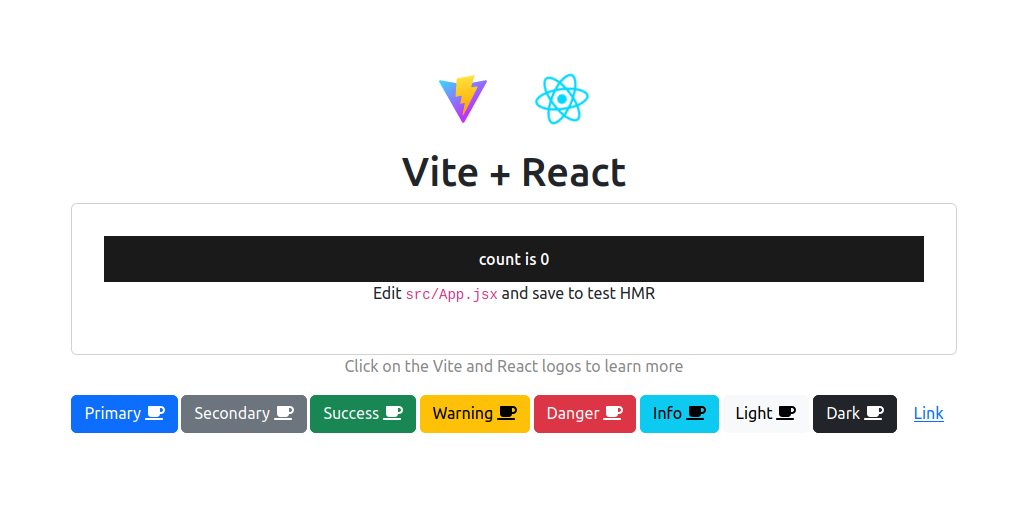 Vite + React
count is 0
Edit src/App.jsx and save to test HMR
Click on the Vite and React logos to learn more
Primary Secondary Success Warning Danger Info Light Dark Link